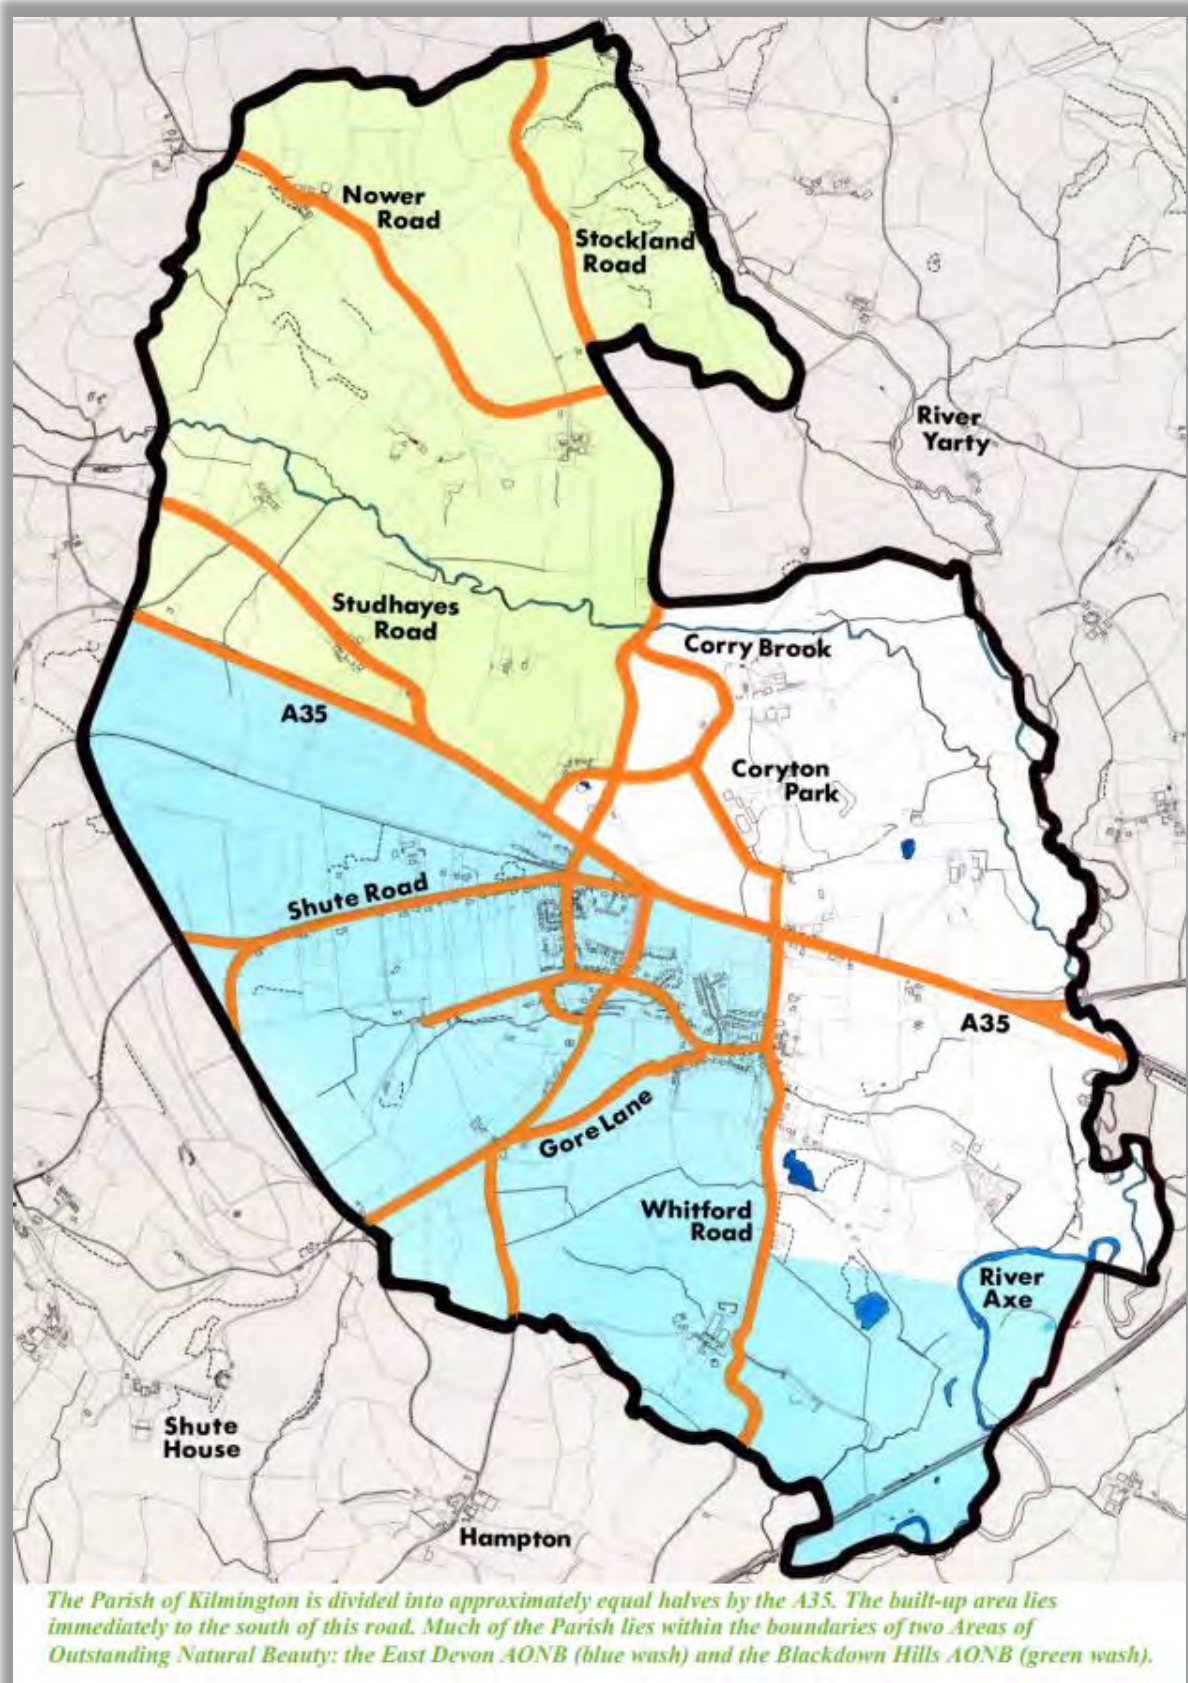 Nower
Road
Stockland
Road
River
Yarty
Studhayes
Road
Corry Brook
A35
Coryton
Park
Shute Road
A35
Gore Lane
Whitford
Road
River
Axe
Shute
House
Hampton
The Parish of Kilmington is divided into approximately equal halves by the A35. The built-up area lies
immediately to the south of this road. Much of the Parish lies within the boundaries of two Areas of
Outstanding Natural Beauty: the East Devon AONB (blue wash) and the Blackdown Hills AONB (green wash).